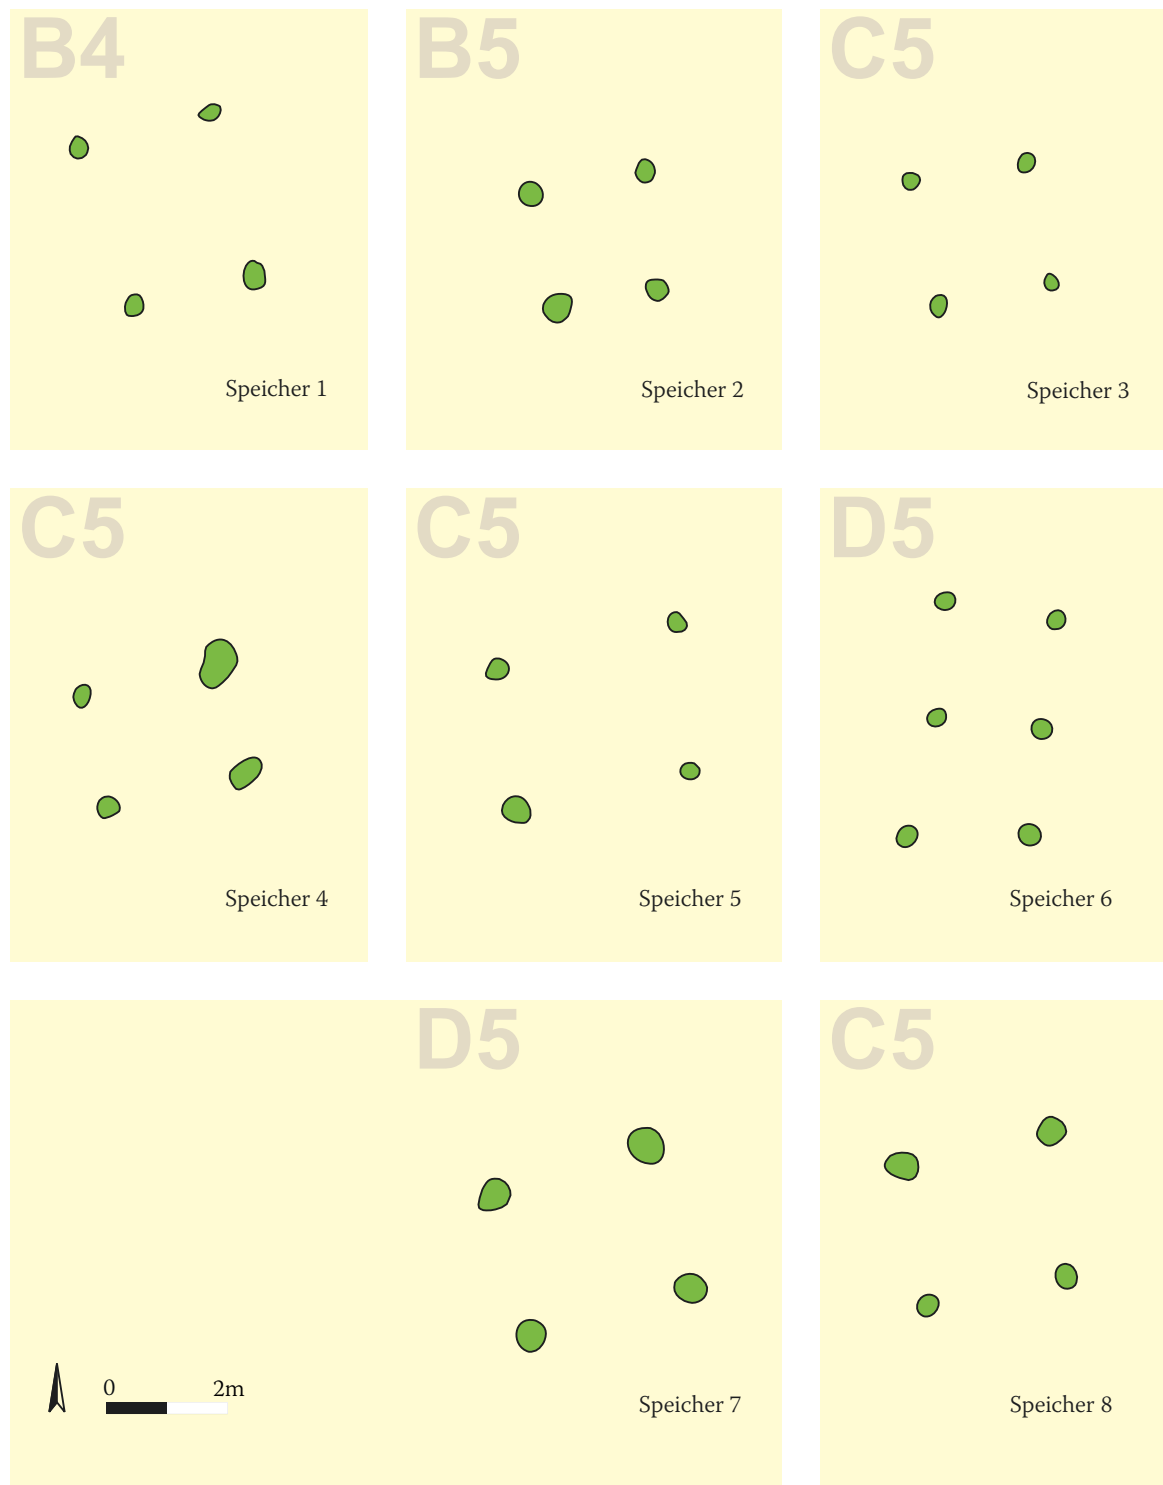 B4
Speicher 1
B5
Speicher 2
C5
Speicher 3
C5
Speicher 4
C5
Speicher 5
D5
Speicher 6
D5
0 2m
Speicher 7
C5
Speicher 8